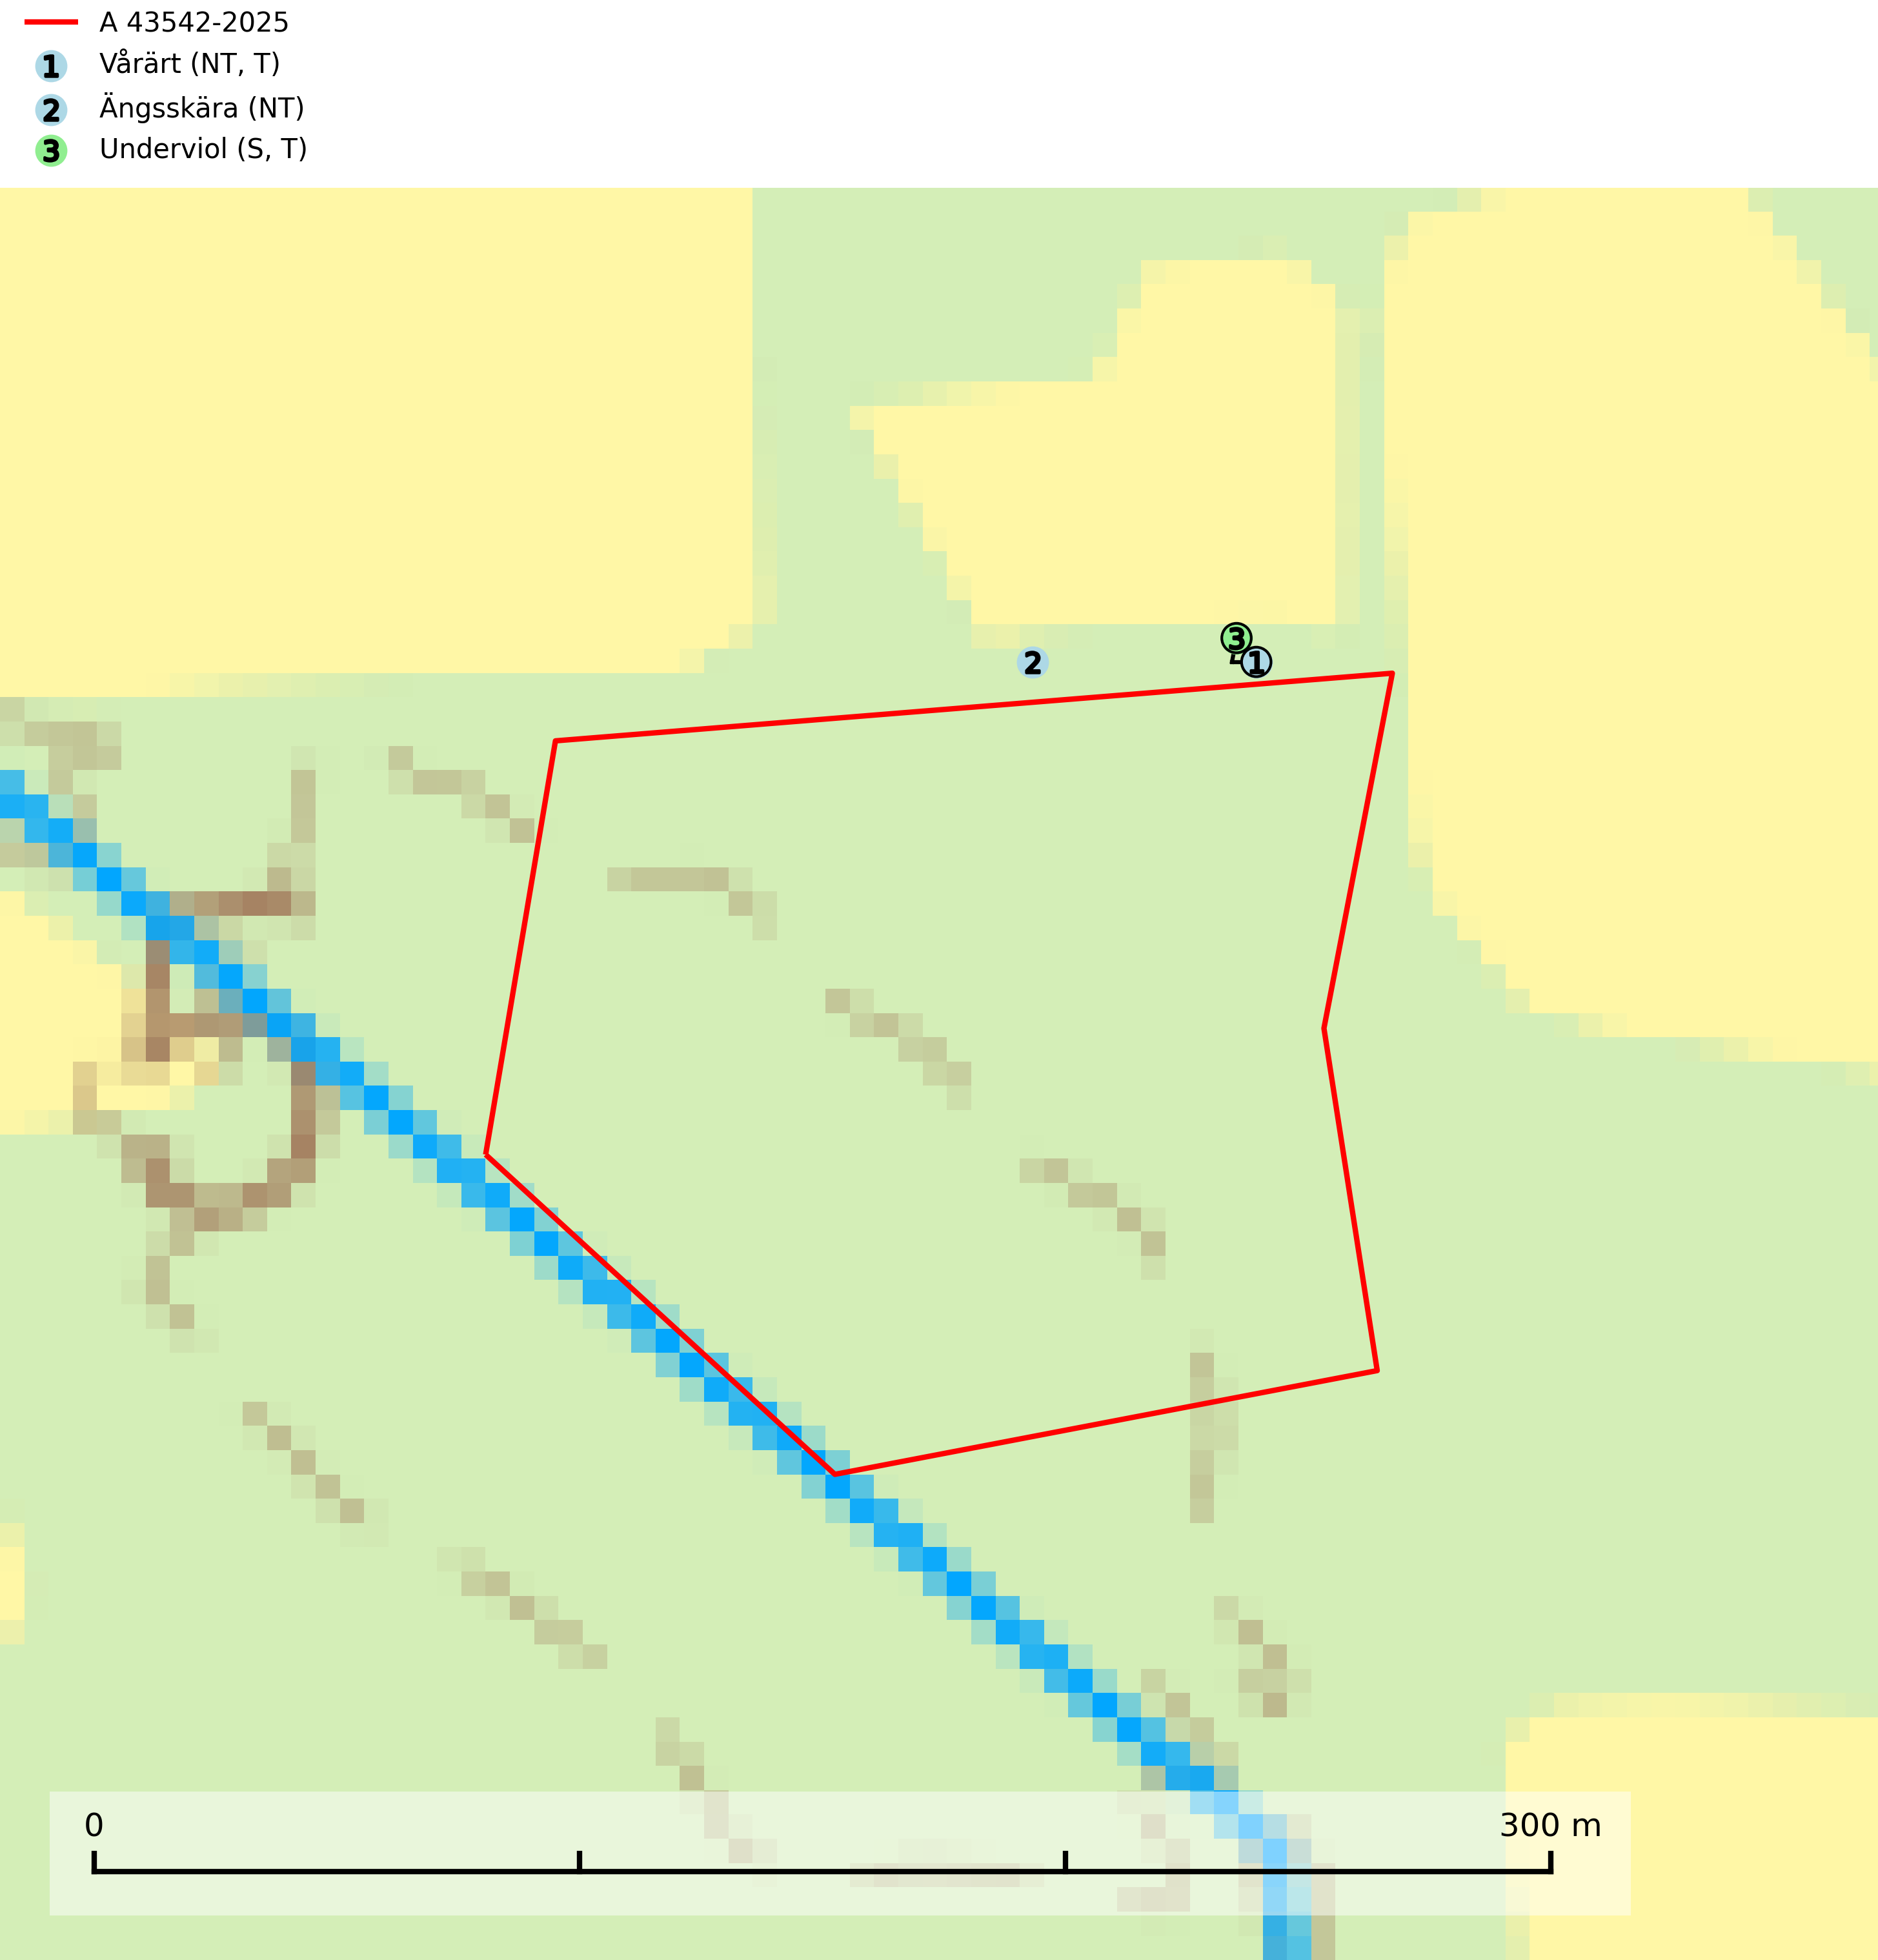 A 43542-2025
1 Vårärt (NT, T)
2 Ängsskära (NT)
3 Underviol (S, T)
3
2 1
0 300 m